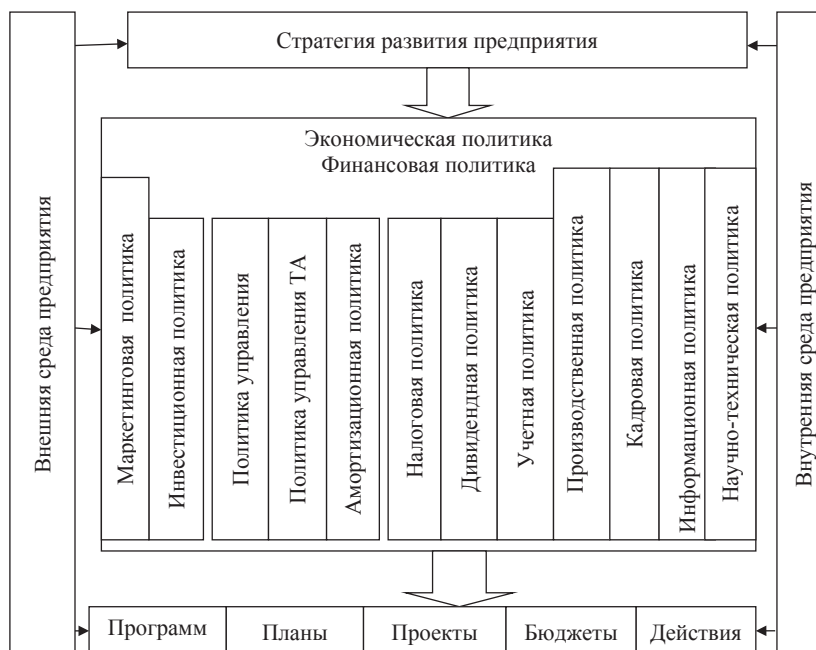 Стратегия развития предприятия
Экономическая политика
Финансовая политика
Внешняя среда предприятия
Маркетинговая политика
Инвестиционная политика
Политика управления
Политика управления ТА
Амортизационная политика
Налоговая политика
Дивидендная политика
Учетная политика
Производственная политика
Кадровая политика
Информационная политика
Научно-техническая политика
Внутренняя среда предприятия
Программ
Планы
Проекты
Бюджеты
Действия